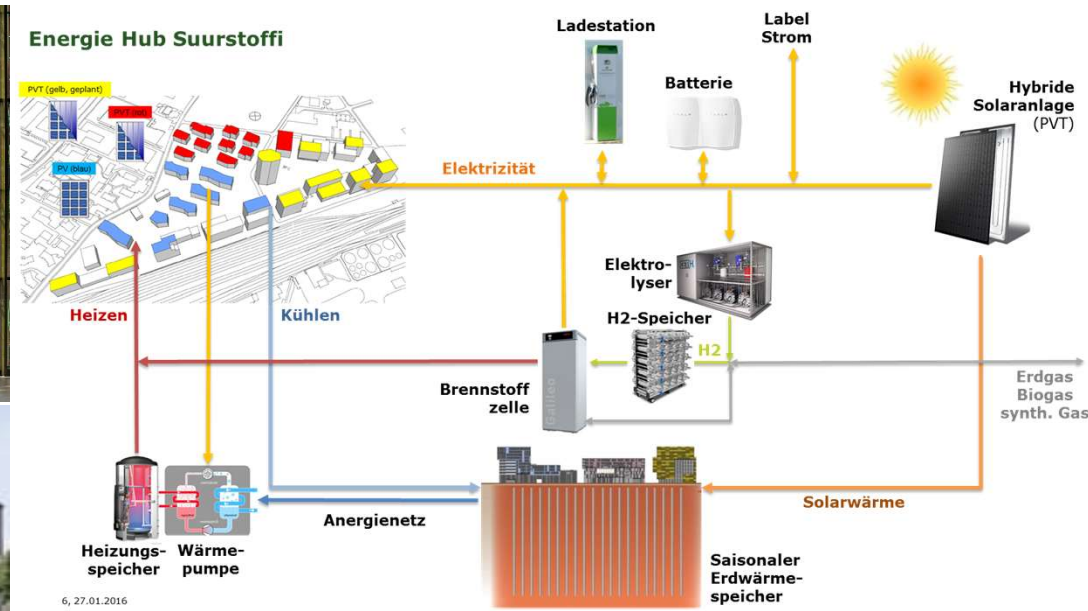 Energie Hub Suurstoffi
Ladestation
Label
Strom
Batterie
Hybride
Solaranlage
(PVT)
PVT (gelb, geplant)
PVT (rot)
PV (blau)
Elektrizität
Elektro-
lyser
H2-Speicher
H2
Heizen
Kühlen
Brennstoff
zelle
Galileo
Erdgas
Biogas
synth. Gas
Solarwärme
Anergienetz
Heizungs-
speicher
Wärme-
pumpe
Saisonaler
Erdwärme-
speicher
6, 27.01.2016